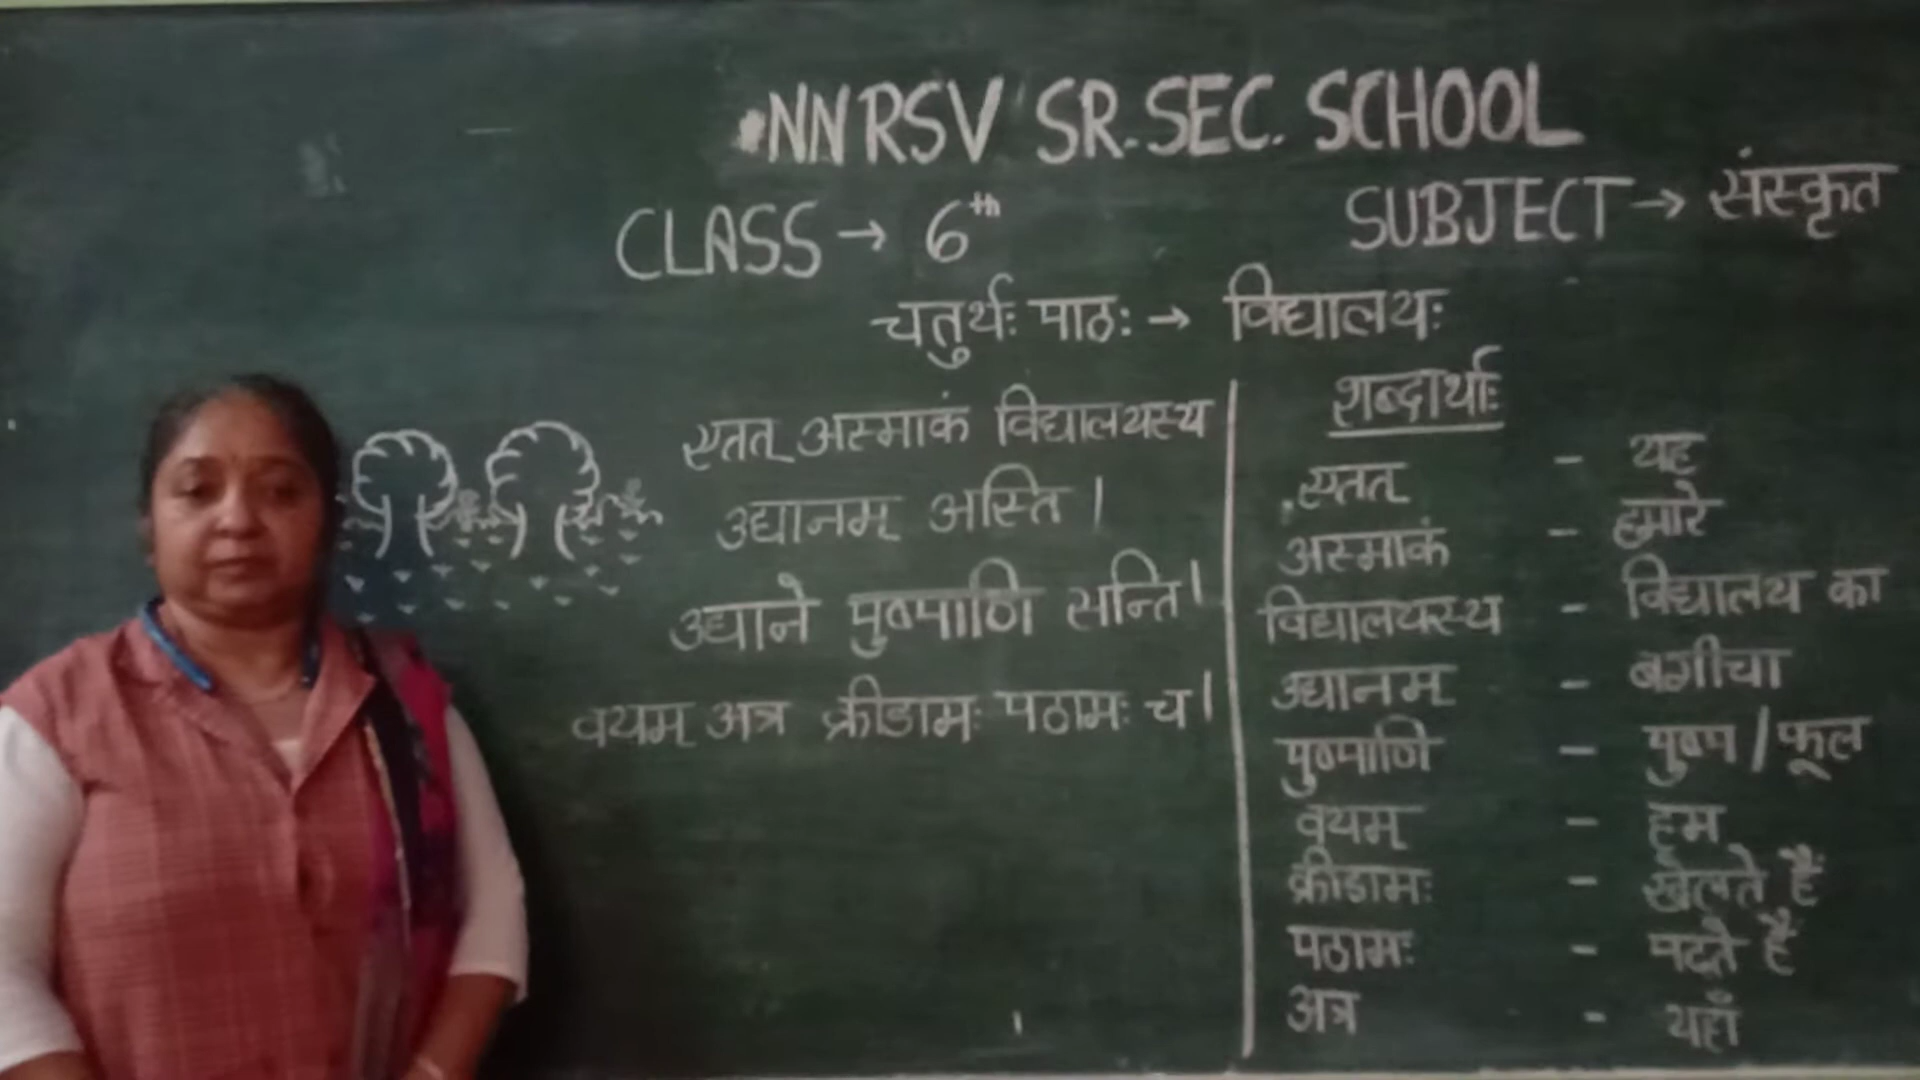 NNRSV SR. SEC. SCHOOL
CLASS → 6th
SUBJECT → संस्कृत
चतुर्थः पाठः → विद्यालयः
एतत् अस्माकं विद्यालयस्य
उद्यानम् अस्ति।
उद्याने पुष्पाणि सन्ति।
वयम् अत्र क्रीडामः पठामः च।
शब्दार्थाः
एतत् - यह
अस्माकं - हमारे
विद्यालयस्य - विद्यालय का
उद्यानम् - बगीचा
पुष्पाणि - पुष्प / फूल
वयम् - हम
क्रीडामः - खेलते हैं
पठामः - पढ़ते हैं
अत्र - यहाँ